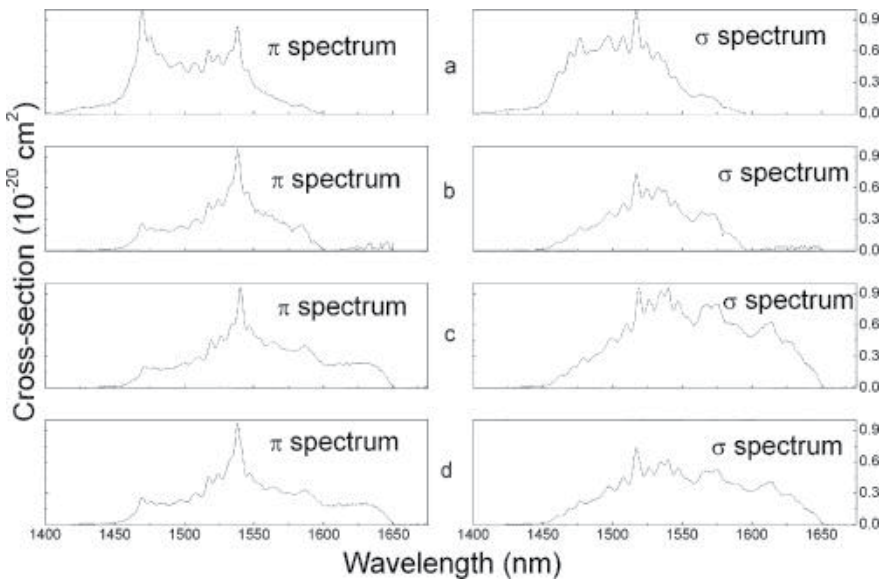 π spectrum
σ spectrum
0.9
0.6
0.3
0.0
a
π spectrum
σ spectrum
0.9
0.6
0.3
0.0
b
π spectrum
σ spectrum
0.9
0.6
0.3
0.0
c
π spectrum
σ spectrum
0.9
0.6
0.3
0.0
d
Cross-section (10⁻²⁰ cm²)
1400 1450 1500 1550 1600 1650
1400 1450 1500 1550 1600 1650
Wavelength (nm)